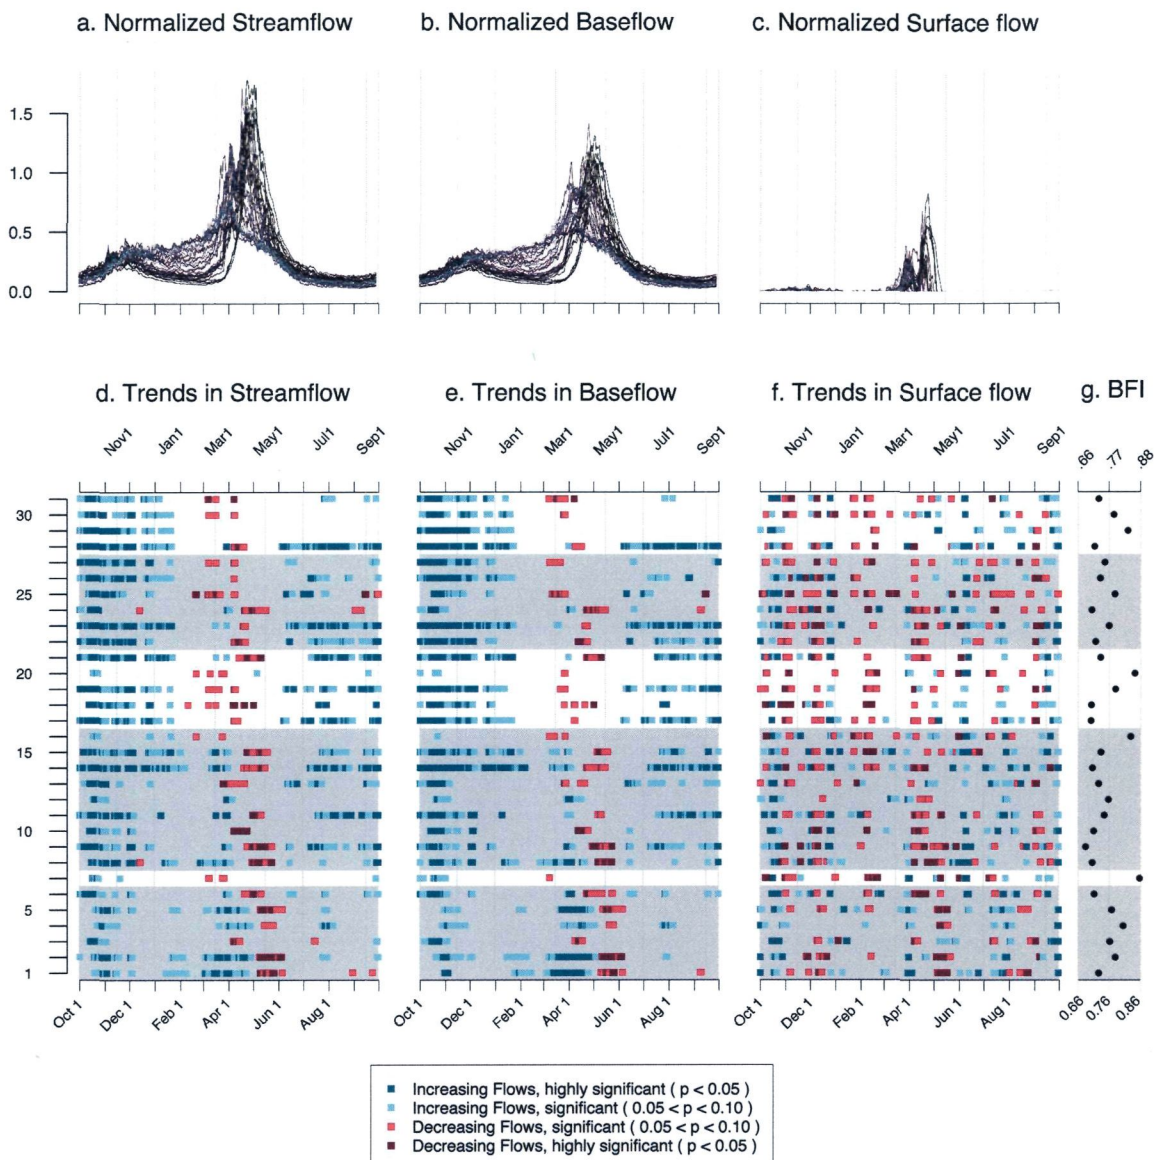 a. Normalized Streamflow
b. Normalized Baseflow
c. Normalized Surface flow
1.5
1.0
0.5
0.0
d. Trends in Streamflow
e. Trends in Baseflow
f. Trends in Surface flow
g. BFI
Nov1 Jan1 Mar1 May1 Jul1 Sep1
Nov1 Jan1 Mar1 May1 Jul1 Sep1
Nov1 Jan1 Mar1 May1 Jul1 Sep1
.66 .77 .88
30
25
20
15
10
5
1
Oct 1 Dec 1 Feb 1 Apr 1 Jun 1 Aug 1
Oct 1 Dec 1 Feb 1 Apr 1 Jun 1 Aug 1
Oct 1 Dec 1 Feb 1 Apr 1 Jun 1 Aug 1
0.66 0.76 0.86
Increasing Flows, highly significant ( p < 0.05 )
Increasing Flows, significant ( 0.05 < p < 0.10 )
Decreasing Flows, significant ( 0.05 < p < 0.10 )
Decreasing Flows, highly significant ( p < 0.05 )